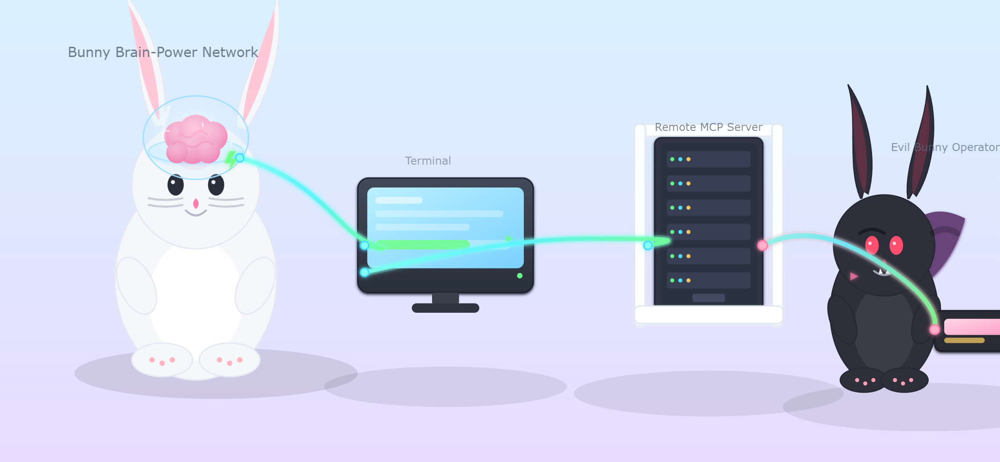 Bunny Brain-Power Network
Terminal
Remote MCP Server
Evil Bunny Operator